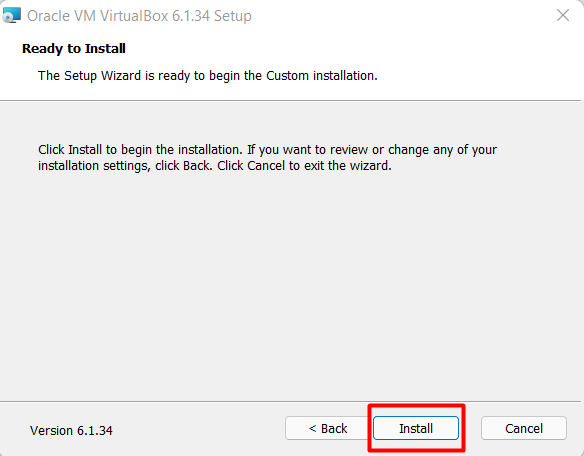 Oracle VM VirtualBox 6.1.34 Setup
Ready to Install
The Setup Wizard is ready to begin the Custom installation.
Click Install to begin the installation. If you want to review or change any of your
installation settings, click Back. Click Cancel to exit the wizard.
Version 6.1.34
< Back
Install
Cancel